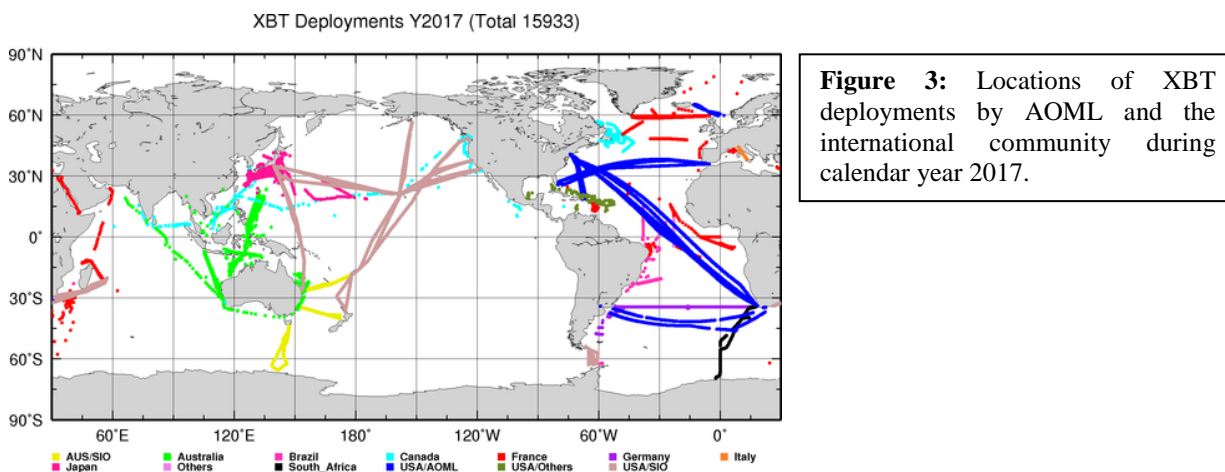 XBT Deployments Y2017 (Total 15933)
90˚N
60˚N
30˚N
0˚
30˚S
60˚S
90˚S
60˚E 120˚E 180˚ 120˚W 60˚W 0˚
AUS/SIO Australia Brazil Canada France Germany Italy
Japan Others South_Africa USA/AOML USA/Others USA/SIO
Figure 3: Locations of XBT
deployments by AOML and the
international community during
calendar year 2017.